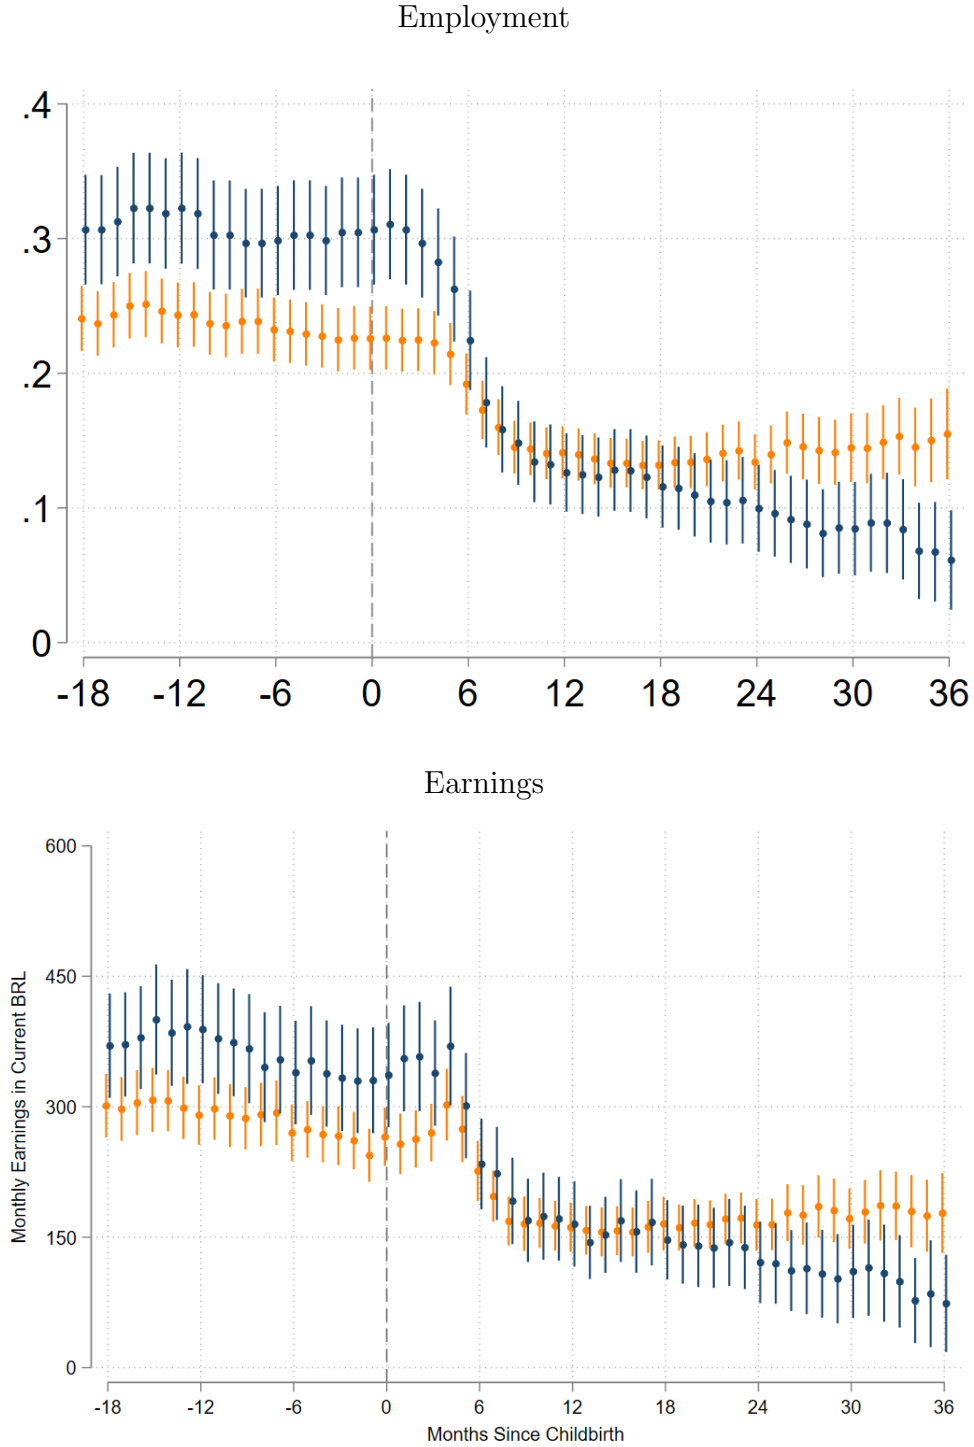 Employment
.4
.3
.2
.1
0
-18 -12 -6 0 6 12 18 24 30 36
Earnings
Monthly Earnings in Current BRL
600
450
300
150
0
-18 -12 -6 0 6 12 18 24 30 36
Months Since Childbirth